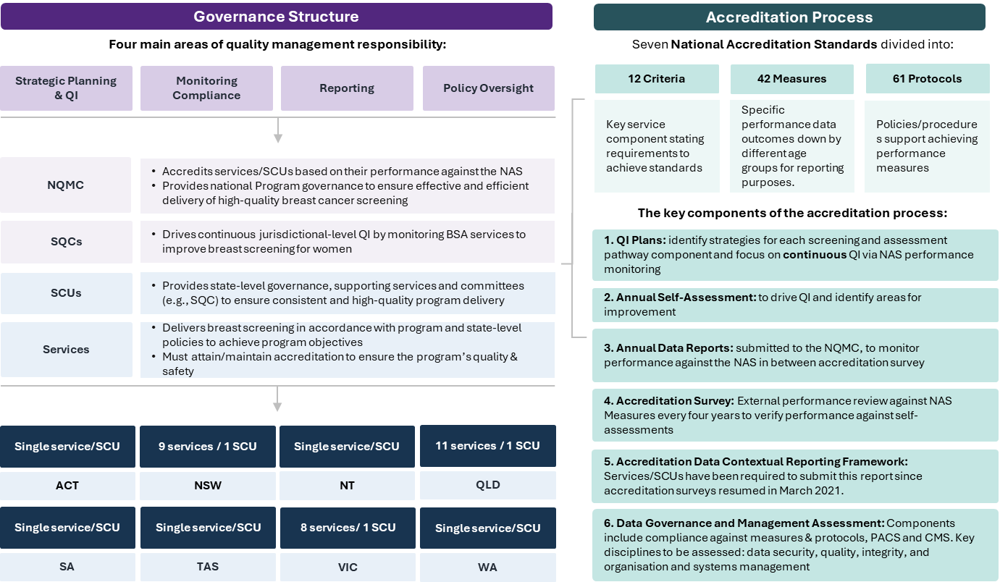 Governance Structure
Four main areas of quality management responsibility:
Strategic Planning
& QI
Monitoring
Compliance
Reporting
Policy Oversight
NQMC
• Accredits services/SCUs based on their performance against the NAS
• Provides national Program governance to ensure effective and efficient
delivery of high-quality breast cancer screening
SQCs
• Drives continuous jurisdictional-level QI by monitoring BSA services to
improve breast screening for women
SCUs
• Provides state-level governance, supporting services and committees
(e.g., SQC) to ensure consistent and high-quality program delivery
Services
• Delivers breast screening in accordance with program and state-level
policies to achieve program objectives
• Must attain/maintain accreditation to ensure the program's quality &
safety
Single service/SCU
9 services / 1 SCU
Single service/SCU
11 services / 1 SCU
ACT
NSW
NT
QLD
Single service/SCU
Single service/SCU
8 services/ 1 SCU
Single service/SCU
SA
TAS
VIC
WA
Accreditation Process
Seven National Accreditation Standards divided into:
12 Criteria
42 Measures
61 Protocols
Key service
component stating
requirements to
achieve standards
Specific
performance data
outcomes down by
different age
groups for reporting
purposes.
Policies/procedure
s support achieving
performance
measures
The key components of the accreditation process:
1. QI Plans: identify strategies for each screening and assessment
pathway component and focus on continuous QI via NAS performance
monitoring
2. Annual Self-Assessment: to drive QI and identify areas for
improvement
3. Annual Data Reports: submitted to the NQMC, to monitor
performance against the NAS in between accreditation survey
4. Accreditation Survey: External performance review against NAS
Measures every four years to verify performance against self-
assessments
5. Accreditation Data Contextual Reporting Framework:
Services/SCUs have been required to submit this report since
accreditation surveys resumed in March 2021.
6. Data Governance and Management Assessment: Components
include compliance against measures & protocols, PACS and CMS. Key
disciplines to be assessed: data security, quality, integrity, and
organisation and systems management